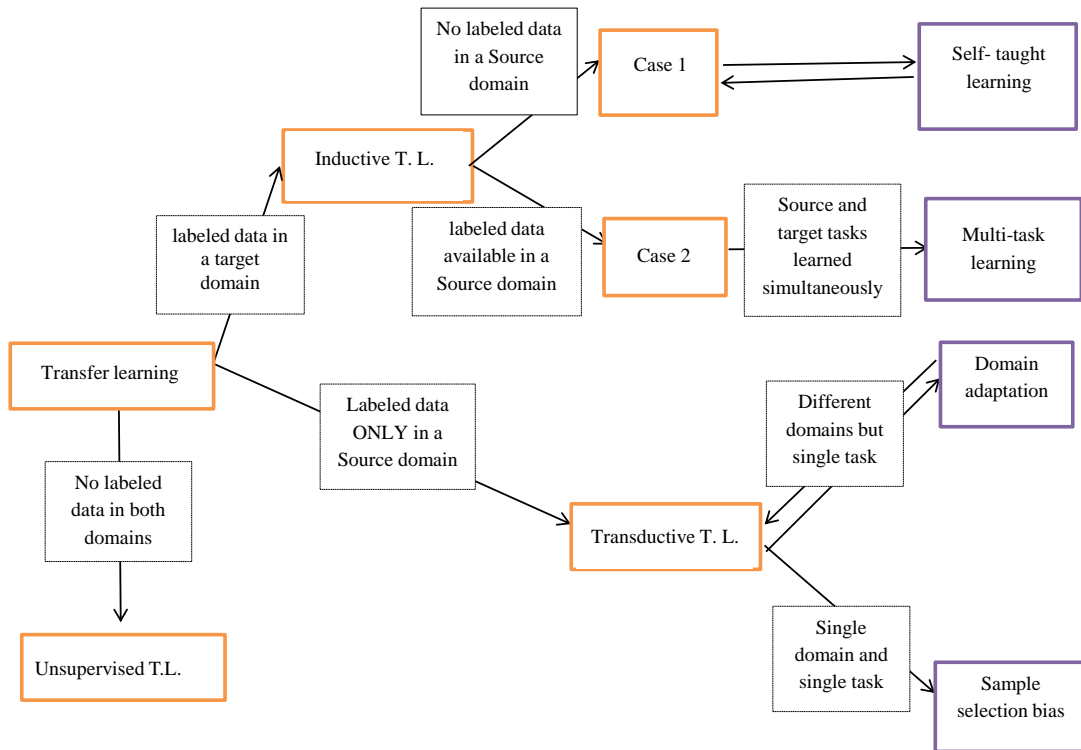 No labeled data
in a Source
domain
Case 1
Self- taught
learning
Inductive T. L.
labeled data in
a target
domain
labeled data
available in a
Source domain
Case 2
Source and
target tasks
learned
simultaneously
Multi-task
learning
Transfer learning
Labeled data
ONLY in a
Source domain
Different
domains but
single task
Domain
adaptation
No labeled
data in both
domains
Transductive T. L.
Unsupervised T.L.
Single
domain and
single task
Sample
selection bias